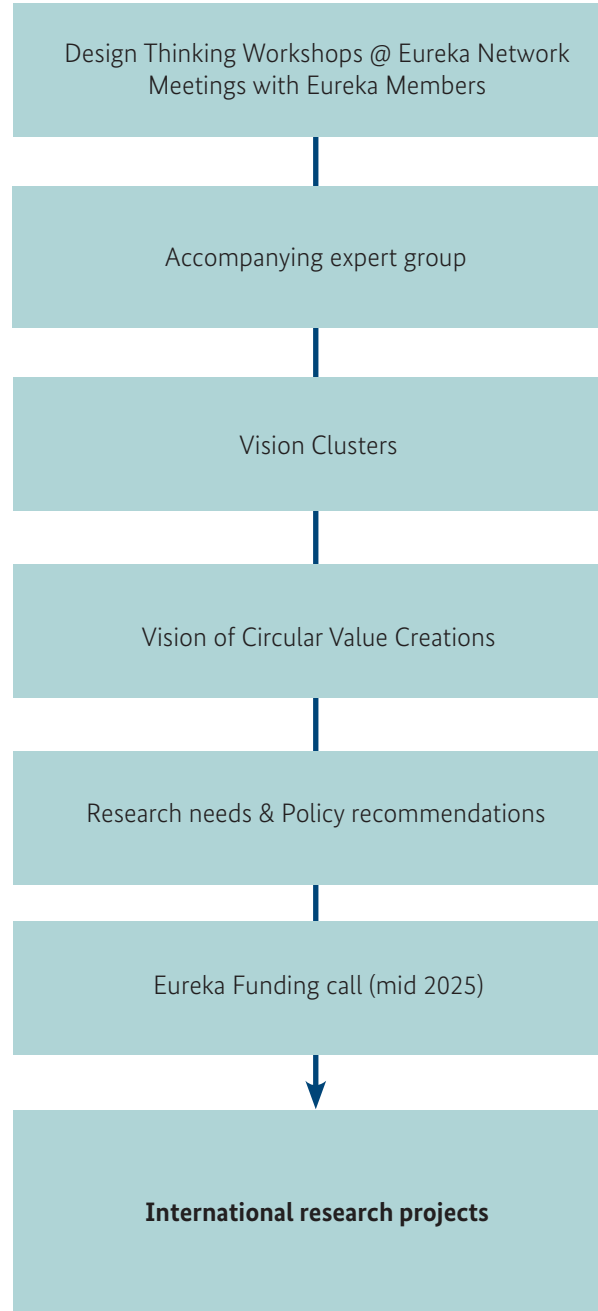 Design Thinking Workshops @ Eureka Network
Meetings with Eureka Members
Accompanying expert group
Vision Clusters
Vision of Circular Value Creations
Research needs & Policy recommendations
Eureka Funding call (mid 2025)
International research projects